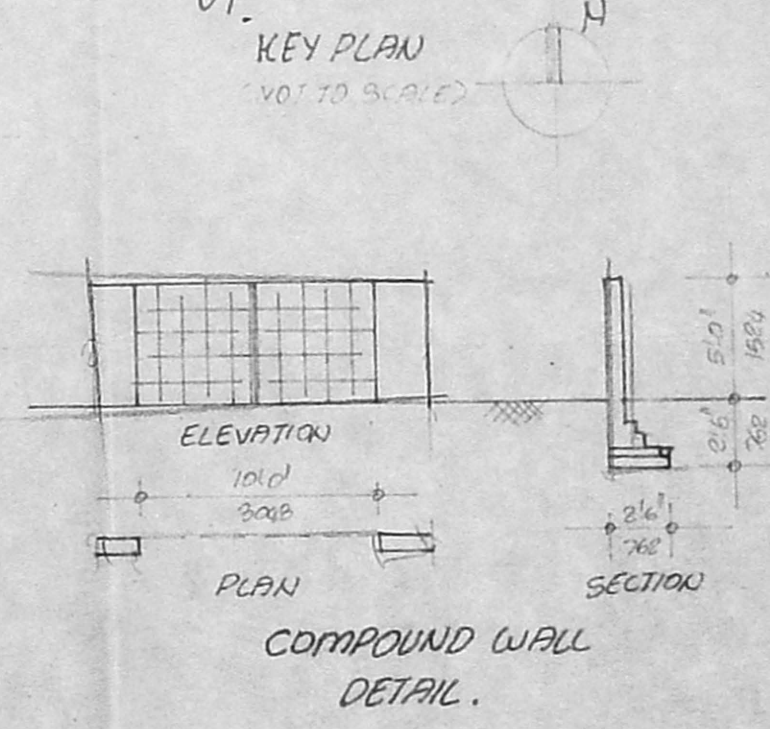 N
KEY PLAN
(NOT TO SCALE)
5'0"
1524
2'6"
762
ELEVATION
10'0"
3048
2'6"
762
PLAN
SECTION
COMPOUND WALL
DETAIL.